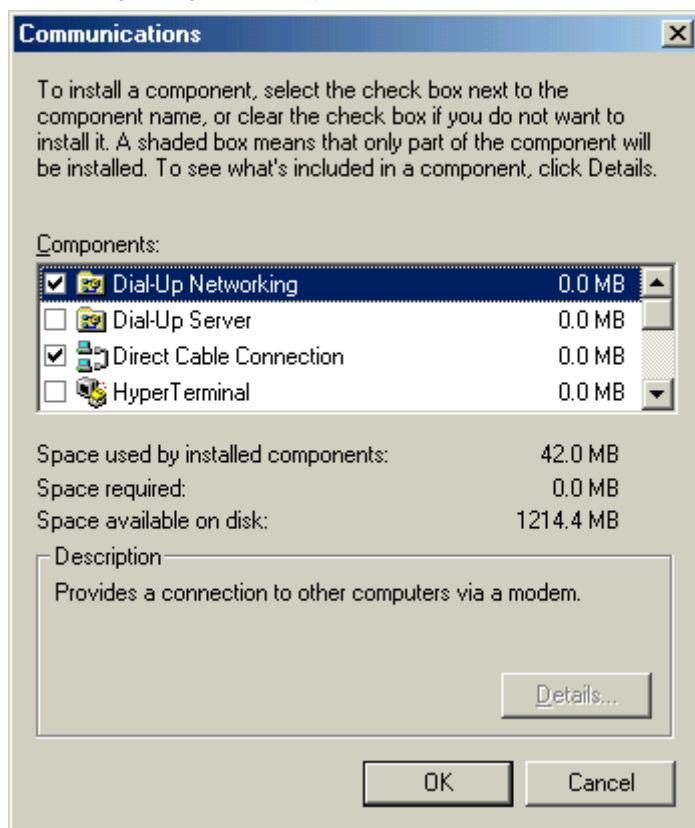 Communications
To install a component, select the check box next to the
component name, or clear the check box if you do not want to
install it. A shaded box means that only part of the component will
be installed. To see what's included in a component, click Details.
Components:
Dial-Up Networking 0.0 MB
Dial-Up Server 0.0 MB
Direct Cable Connection 0.0 MB
HyperTerminal 0.0 MB
Space used by installed components: 42.0 MB
Space required: 0.0 MB
Space available on disk: 1214.4 MB
Description
Provides a connection to other computers via a modem.
Details...
OK Cancel